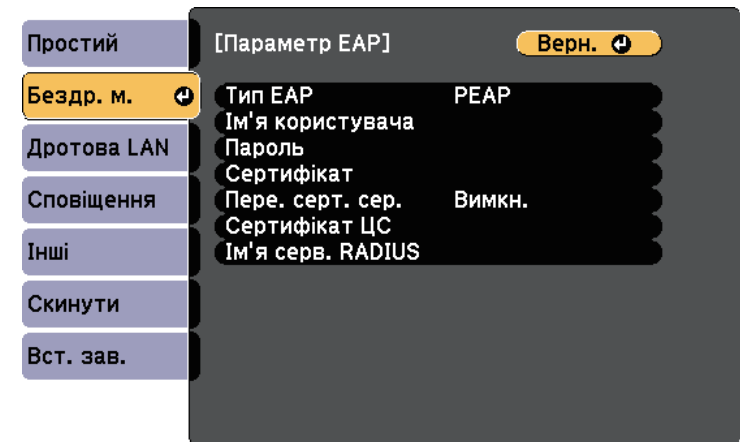 Простий
Бездр. м.
Дротова LAN
Сповіщення
Інші
Скинути
Вст. зав.
[Параметр EAP]
Верн.
Тип EAP PEAP
Ім'я користувача
Пароль
Сертифікат
Пере. серт. сер. Вимкн.
Сертифікат ЦС
Ім'я серв. RADIUS